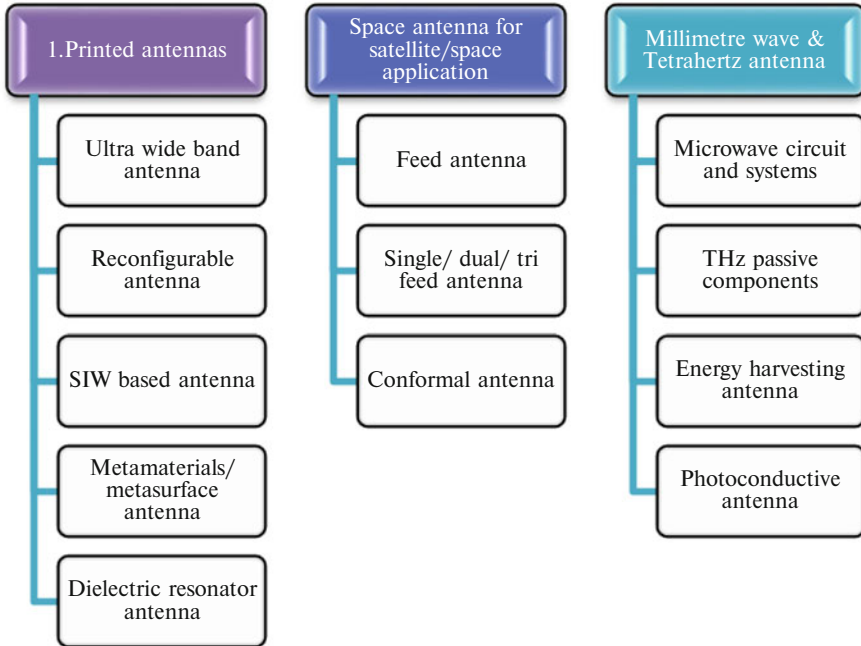 1.Printed antennas
Ultra wide band
antenna
Reconfigurable
antenna
SIW based antenna
Metamaterials/
metasurface
antenna
Dielectric resonator
antenna
Space antenna for
satellite/space
application
Feed antenna
Single/ dual/ tri
feed antenna
Conformal antenna
Millimetre wave &
Tetrahertz antenna
Microwave circuit
and systems
THz passive
components
Energy harvesting
antenna
Photoconductive
antenna